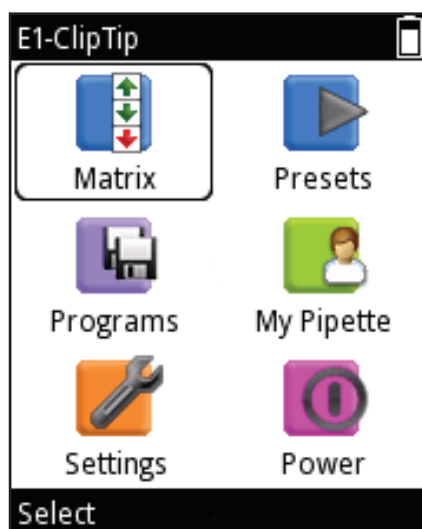 E1-ClipTip
Matrix
Presets
Programs
My Pipette
Settings
Power
Select